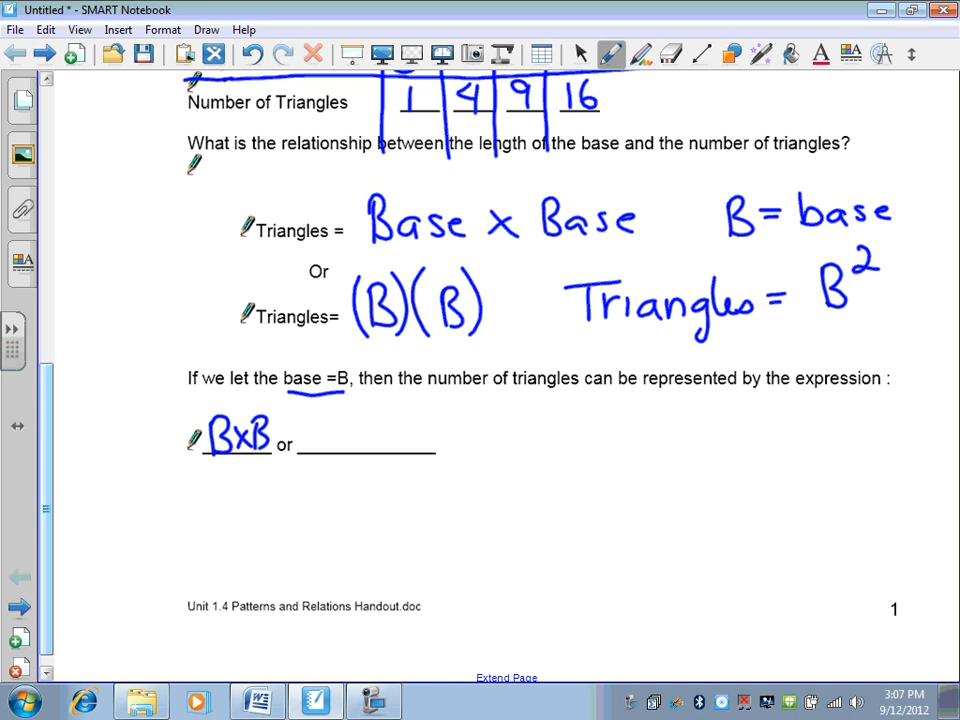 Untitled * - SMART Notebook
File Edit View Insert Format Draw Help
Number of Triangles 1 4 9 16
What is the relationship between the length of the base and the number of triangles?
Triangles = Base x Base B = base
Or
Triangles= (B)(B) Triangles = B²
If we let the base =B, then the number of triangles can be represented by the expression :
BxB or
Unit 1.4 Patterns and Relations Handout.doc 1
Extend Page
3:07 PM
9/12/2012